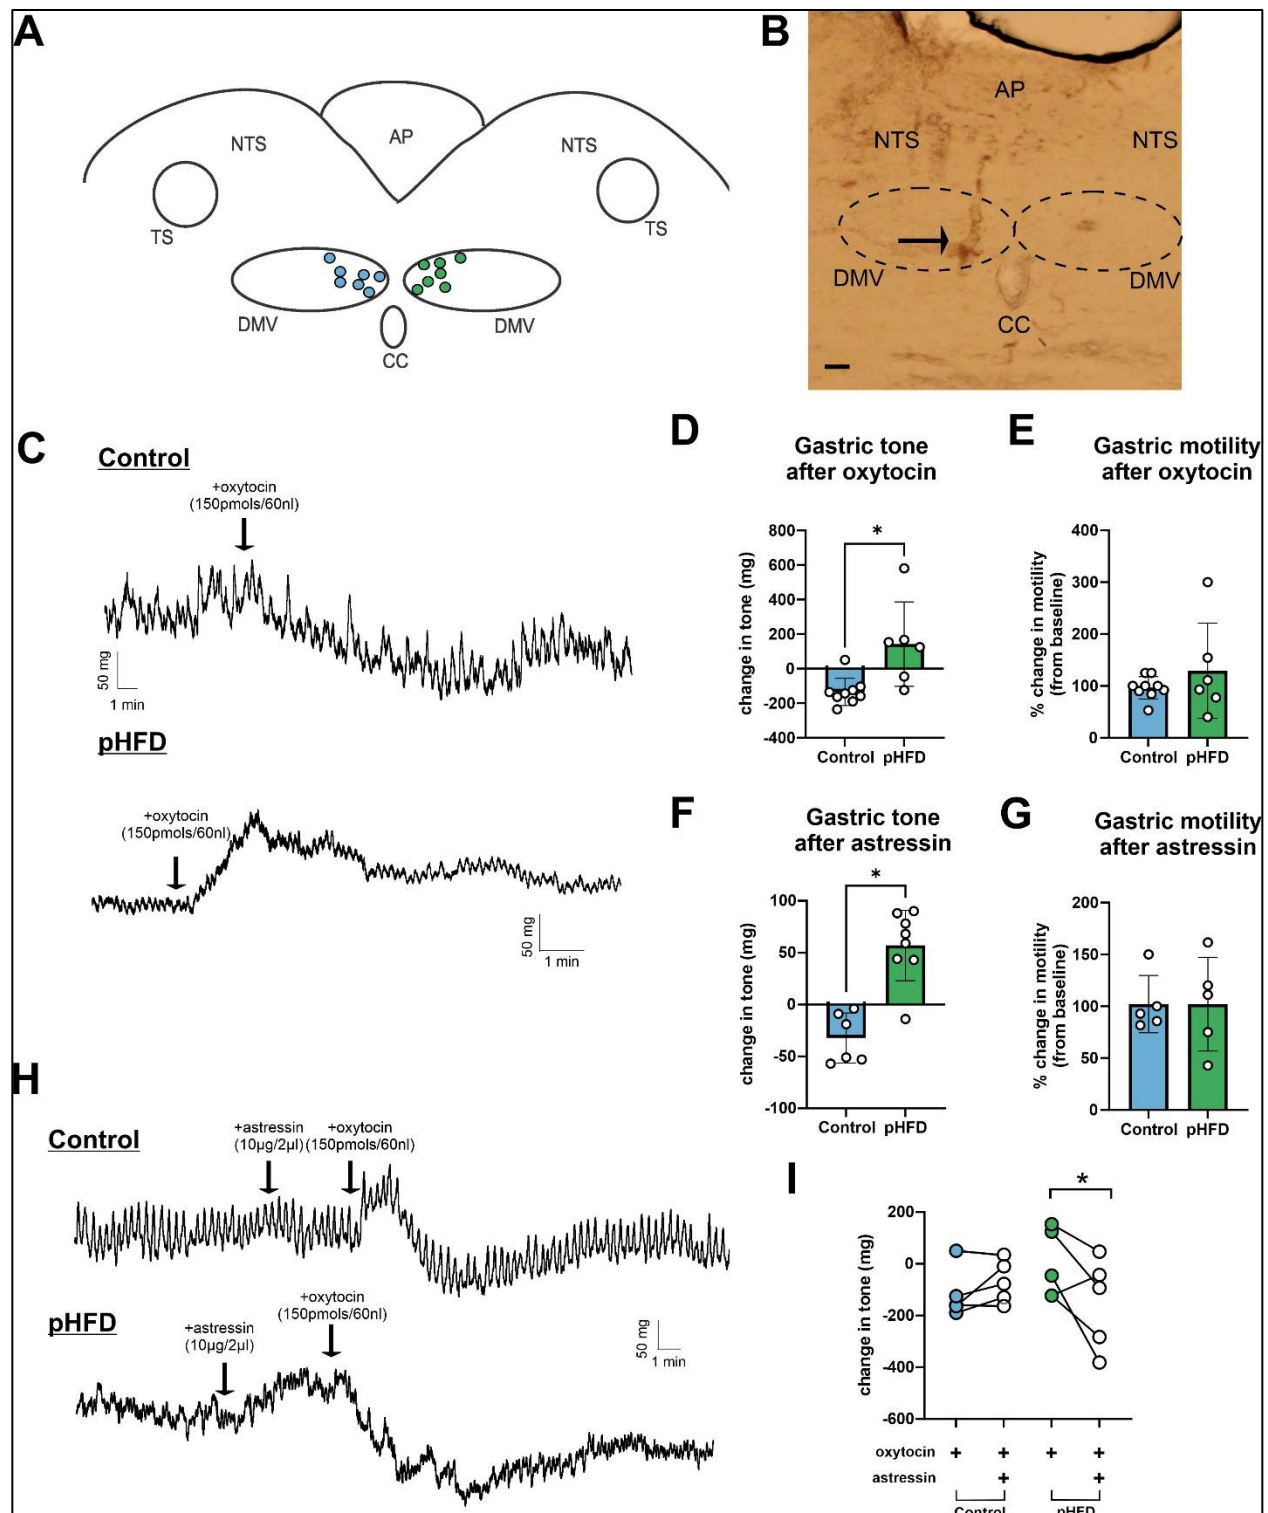 A
NTS
AP
NTS
TS
TS
DMV
DMV
CC
B
AP
NTS
NTS
DMV
DMV
CC
C
Control
+oxytocin
(150pmols/60nl)
50 mg
1 min
pHFD
+oxytocin
(150pmols/60nl)
50 mg
1 min
D
Gastric tone
after oxytocin
change in tone (mg)
800
600
400
200
0
-200
-400
*
Control pHFD
E
Gastric motility
after oxytocin
% change in motility
(from baseline)
400
300
200
100
0
Control pHFD
F
Gastric tone
after astressin
change in tone (mg)
100
50
0
-50
-100
*
Control pHFD
G
Gastric motility
after astressin
% change in motility
(from baseline)
200
150
100
50
0
Control pHFD
H
Control
+astressin
(10µg/2µl)
+oxytocin
(150pmols/60nl)
pHFD
+astressin
(10µg/2µl)
+oxytocin
(150pmols/60nl)
50 mg
1 min
I
change in tone (mg)
200
0
-200
-400
-600
*
oxytocin + + + +
astressin + +
Control pHFD